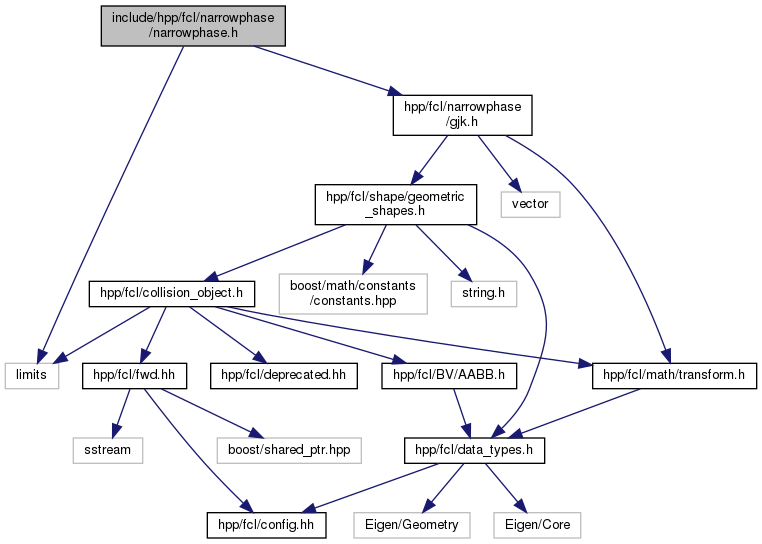 include/hpp/fcl/narrowphase
/narrowphase.h
hpp/fcl/narrowphase
/gjk.h
hpp/fcl/shape/geometric
_shapes.h
vector
hpp/fcl/collision_object.h
boost/math/constants
/constants.hpp
string.h
limits
hpp/fcl/fwd.hh
hpp/fcl/deprecated.hh
hpp/fcl/BV/AABB.h
hpp/fcl/math/transform.h
sstream
boost/shared_ptr.hpp
hpp/fcl/data_types.h
hpp/fcl/config.hh
Eigen/Geometry
Eigen/Core